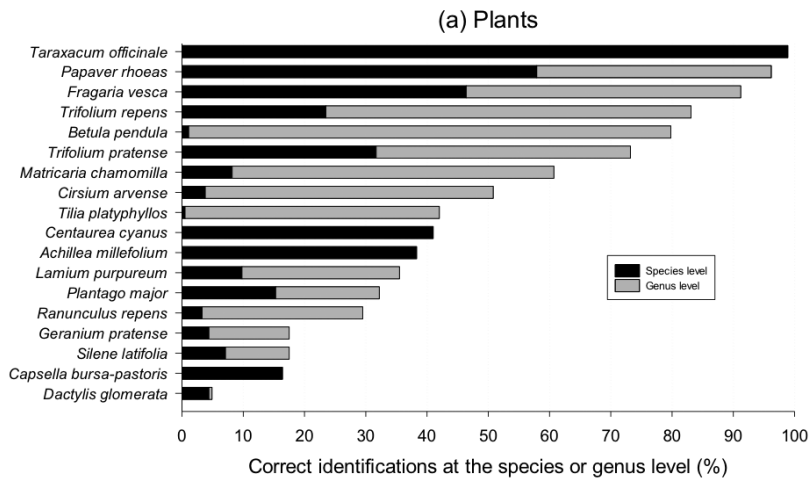 (a) Plants
Taraxacum officinale
Papaver rhoeas
Fragaria vesca
Trifolium repens
Betula pendula
Trifolium pratense
Matricaria chamomilla
Cirsium arvense
Tilia platyphyllos
Centaurea cyanus
Achillea millefolium
Lamium purpureum
Plantago major
Ranunculus repens
Geranium pratense
Silene latifolia
Capsella bursa-pastoris
Dactylis glomerata
Species level
Genus level
0 10 20 30 40 50 60 70 80 90 100
Correct identifications at the species or genus level (%)